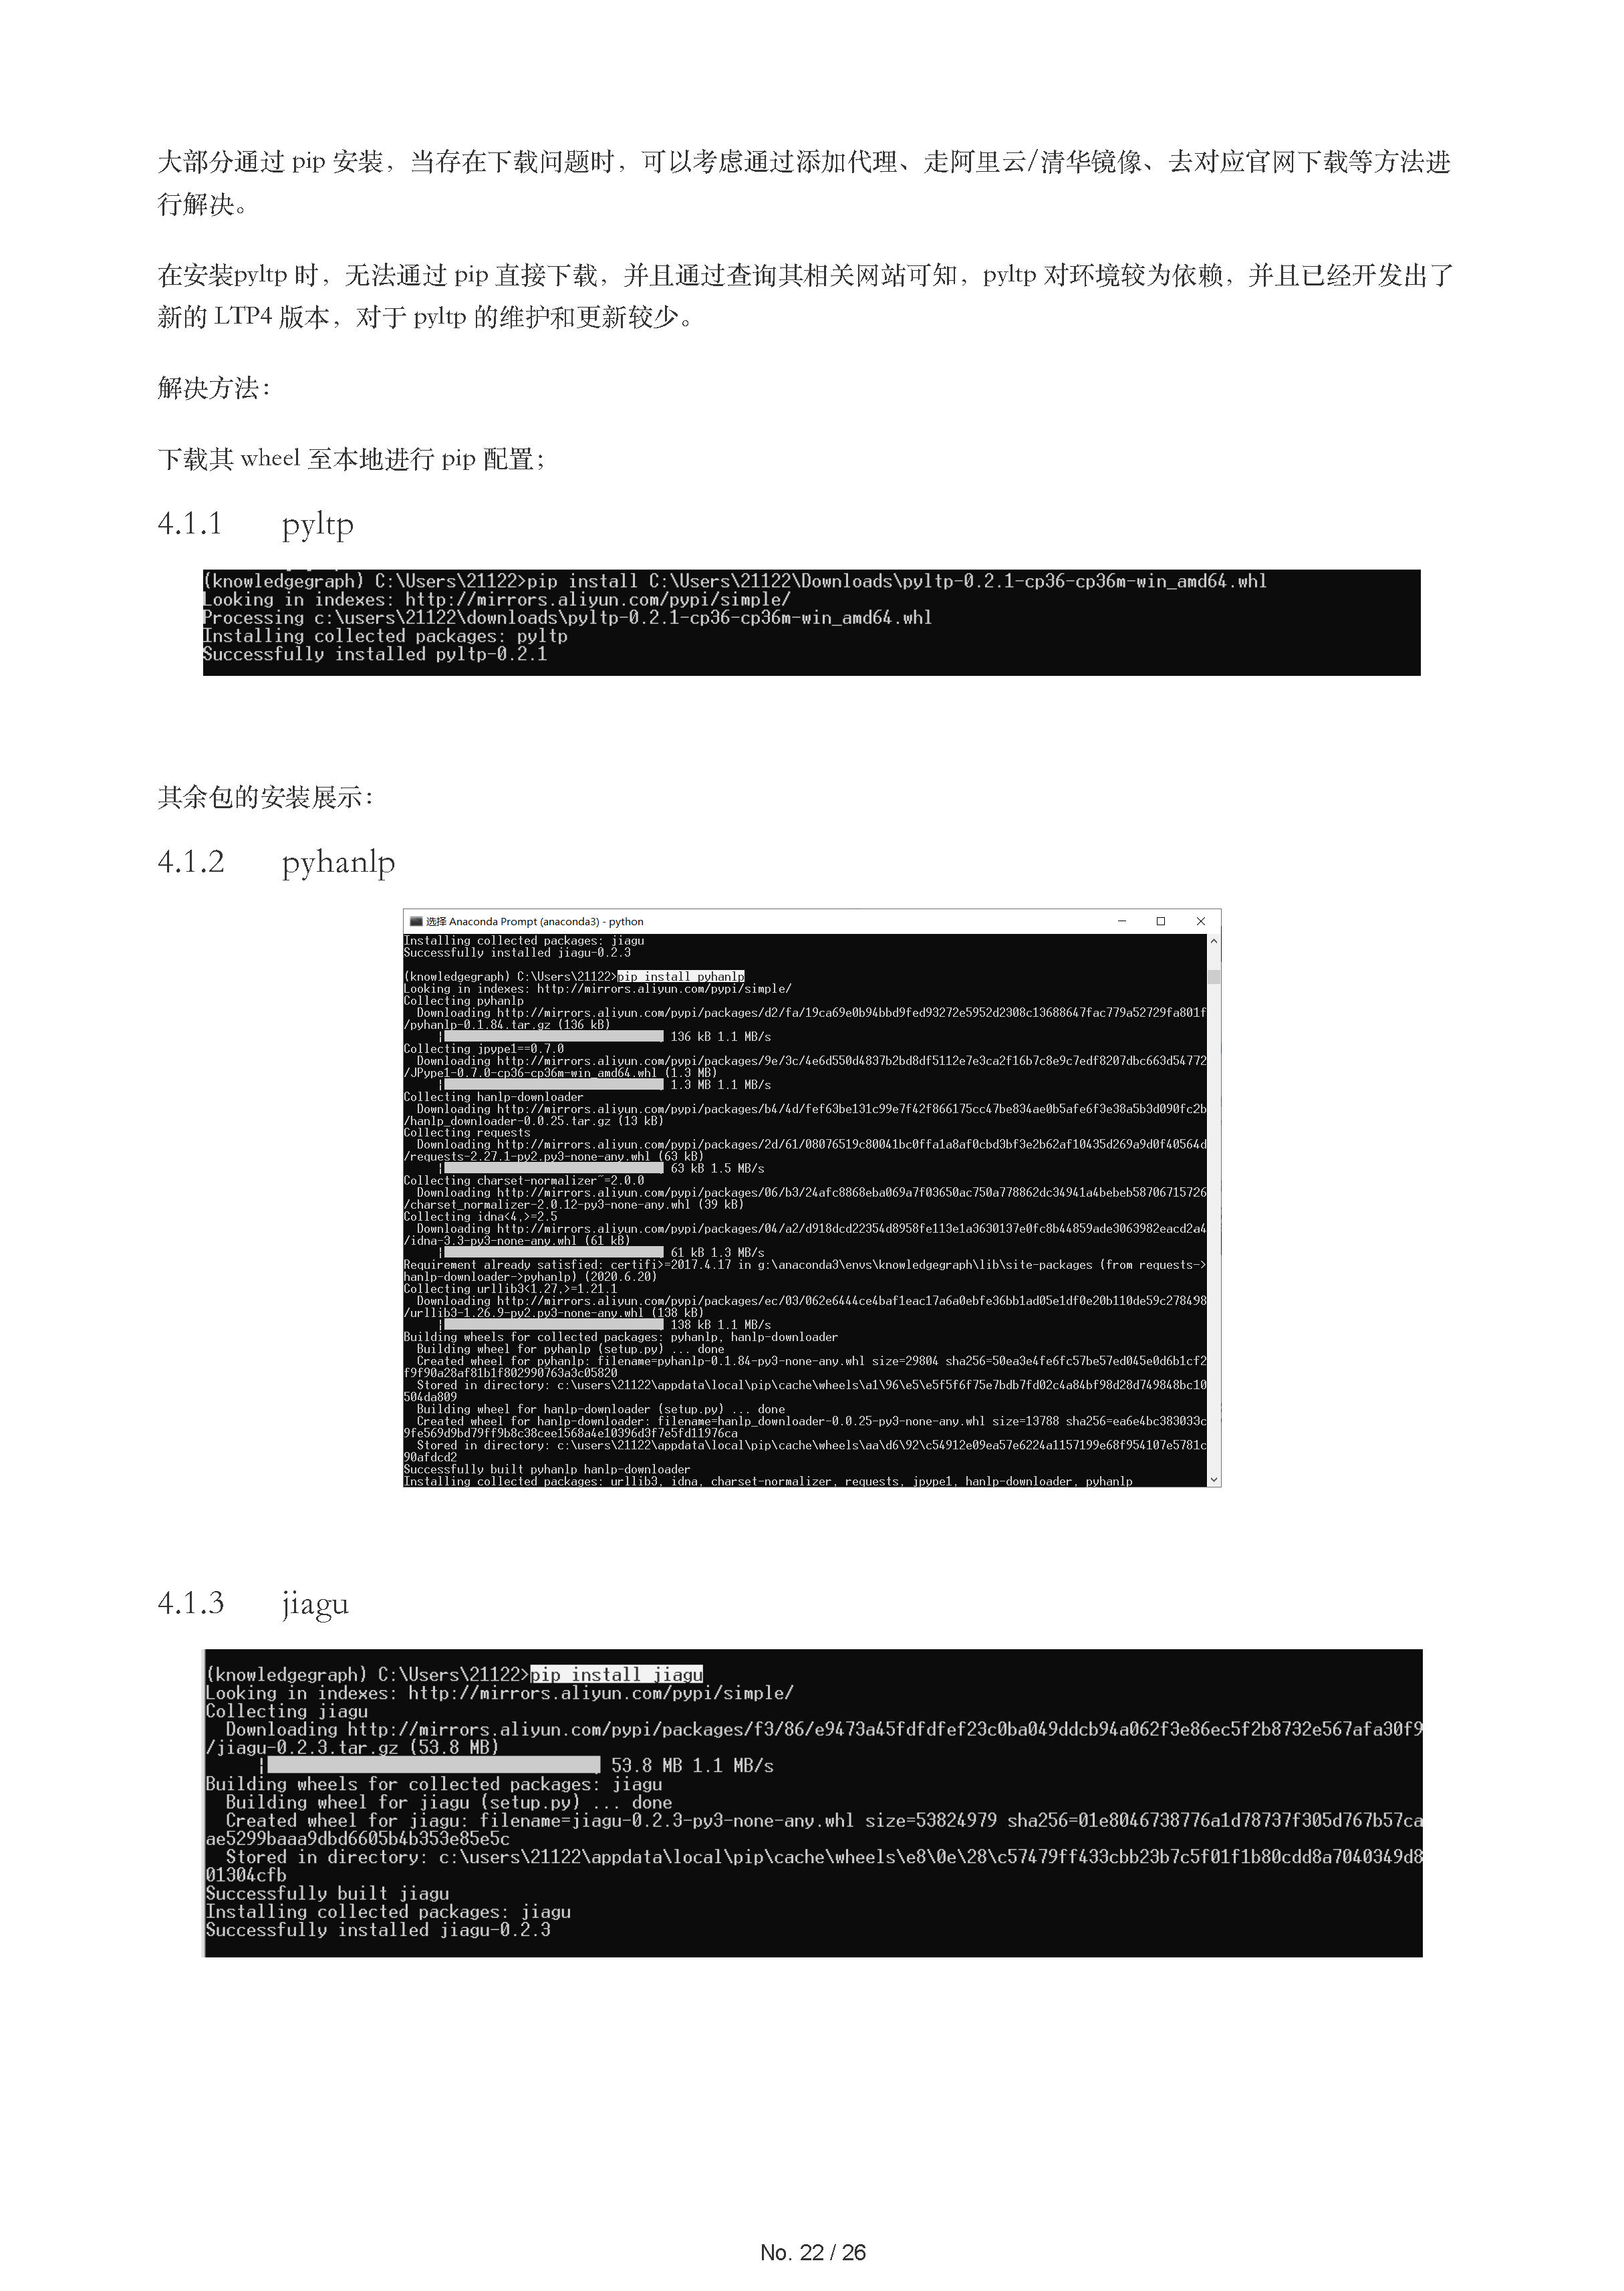 大部分通过 pip 安装，当存在下载问题时，可以考虑通过添加代理、走阿里云/清华镜像、去对应官网下载等方法进
行解决。
在安装pyltp 时，无法通过 pip 直接下载，并且通过查询其相关网站可知，pyltp 对环境较为依赖，并且已经开发出了
新的 LTP4 版本，对于 pyltp 的维护和更新较少。
解决方法：
下载其 wheel 至本地进行 pip 配置；
4.1.1 pyltp
(knowledgegraph) C:\Users\21122>pip install C:\Users\21122\Downloads\pyltp-0.2.1-cp36-cp36m-win_amd64.whl
Looking in indexes: http://mirrors.aliyun.com/pypi/simple/
Processing c:\users\21122\downloads\pyltp-0.2.1-cp36-cp36m-win_amd64.whl
Installing collected packages: pyltp
Successfully installed pyltp-0.2.1
其余包的安装展示：
4.1.2 pyhanlp
选择 Anaconda Prompt (anaconda3) - python
Installing collected packages: jiagu
Successfully installed jiagu-0.2.3
(knowledgegraph) C:\Users\21122>pip install pyhanlp
Looking in indexes: http://mirrors.aliyun.com/pypi/simple/
Collecting pyhanlp
Downloading http://mirrors.aliyun.com/pypi/packages/d2/fa/19ca69e0b94bbd9fed93272e5952d2308c13688647fac779a52729fa801f
/pyhanlp-0.1.84.tar.gz (136 kB)
136 kB 1.1 MB/s
Collecting jpype1==0.7.0
Downloading http://mirrors.aliyun.com/pypi/packages/9e/3c/4e6d550d4837b2bd8df5112e7e3ca2f16b7c8e9c7edf8207dbc663d54772
/JPype1-0.7.0-cp36-cp36m-win_amd64.whl (1.3 MB)
1.3 MB 1.1 MB/s
Collecting hanlp-downloader
Downloading http://mirrors.aliyun.com/pypi/packages/b4/4d/fef63be131c99e7f42f866175cc47be834ae0b5afe6f3e38a5b3d090fc2b
/hanlp_downloader-0.0.25.tar.gz (13 kB)
Collecting requests
Downloading http://mirrors.aliyun.com/pypi/packages/2d/61/08076519c80041bc0ffa1a8af0cbd3bf3e2b62af10435d269a9d0f40564d
/requests-2.27.1-py2.py3-none-any.whl (63 kB)
63 kB 1.5 MB/s
Collecting charset-normalizer~=2.0.0
Downloading http://mirrors.aliyun.com/pypi/packages/06/b3/24afc8868eba069a7f03650ac750a778862dc34941a4bebeb58706715726
/charset_normalizer-2.0.12-py3-none-any.whl (39 kB)
Collecting idna<4,>=2.5
Downloading http://mirrors.aliyun.com/pypi/packages/04/a2/d918dcd22354d8958fe113e1a3630137e0fc8b44859ade3063982eacd2a4
/idna-3.3-py3-none-any.whl (61 kB)
61 kB 1.3 MB/s
Requirement already satisfied: certifi>=2017.4.17 in g:\anaconda3\envs\knowledgegraph\lib\site-packages (from requests->
hanlp-downloader->pyhanlp) (2020.6.20)
Collecting urllib3<1.27,>=1.21.1
Downloading http://mirrors.aliyun.com/pypi/packages/ec/03/062e6444ce4baf1eac17a6a0ebfe36bb1ad05e1df0e20b110de59c278498
/urllib3-1.26.9-py2.py3-none-any.whl (138 kB)
138 kB 1.1 MB/s
Building wheels for collected packages: pyhanlp, hanlp-downloader
Building wheel for pyhanlp (setup.py) ... done
Created wheel for pyhanlp: filename=pyhanlp-0.1.84-py3-none-any.whl size=29804 sha256=50ea3e4fe6fc57be57ed045e0d6b1cf2
f9f90a28af81b1f802990763a3c05820
Stored in directory: c:\users\21122\appdata\local\pip\cache\wheels\a1\96\e5\e5f5f6f75e7bdb7fd02c4a84bf98d28d749848bc10
504da809
Building wheel for hanlp-downloader (setup.py) ... done
Created wheel for hanlp-downloader: filename=hanlp_downloader-0.0.25-py3-none-any.whl size=13788 sha256=ea6e4bc383033c
9fe569d9bd79ff9b8c38cee1568a4e10396d3f7e5fd11976ca
Stored in directory: c:\users\21122\appdata\local\pip\cache\wheels\aa\d6\92\c54912e09ea57e6224a1157199e68f954107e5781c
90afdcd2
Successfully built pyhanlp hanlp-downloader
Installing collected packages: urllib3, idna, charset-normalizer, requests, jpype1, hanlp-downloader, pyhanlp
4.1.3 jiagu
(knowledgegraph) C:\Users\21122>pip install jiagu
Looking in indexes: http://mirrors.aliyun.com/pypi/simple/
Collecting jiagu
Downloading http://mirrors.aliyun.com/pypi/packages/f3/86/e9473a45fdfdfef23c0ba049ddcb94a062f3e86ec5f2b8732e567afa30f9
/jiagu-0.2.3.tar.gz (53.8 MB)
53.8 MB 1.1 MB/s
Building wheels for collected packages: jiagu
Building wheel for jiagu (setup.py) ... done
Created wheel for jiagu: filename=jiagu-0.2.3-py3-none-any.whl size=53824979 sha256=01e8046738776a1d78737f305d767b57ca
ae5299baaa9dbd6605b4b353e85e5c
Stored in directory: c:\users\21122\appdata\local\pip\cache\wheels\e8\0e\28\c57479ff433cbb23b7c5f01f1b80cdd8a7040349d8
01304cfb
Successfully built jiagu
Installing collected packages: jiagu
Successfully installed jiagu-0.2.3
No. 22 / 26